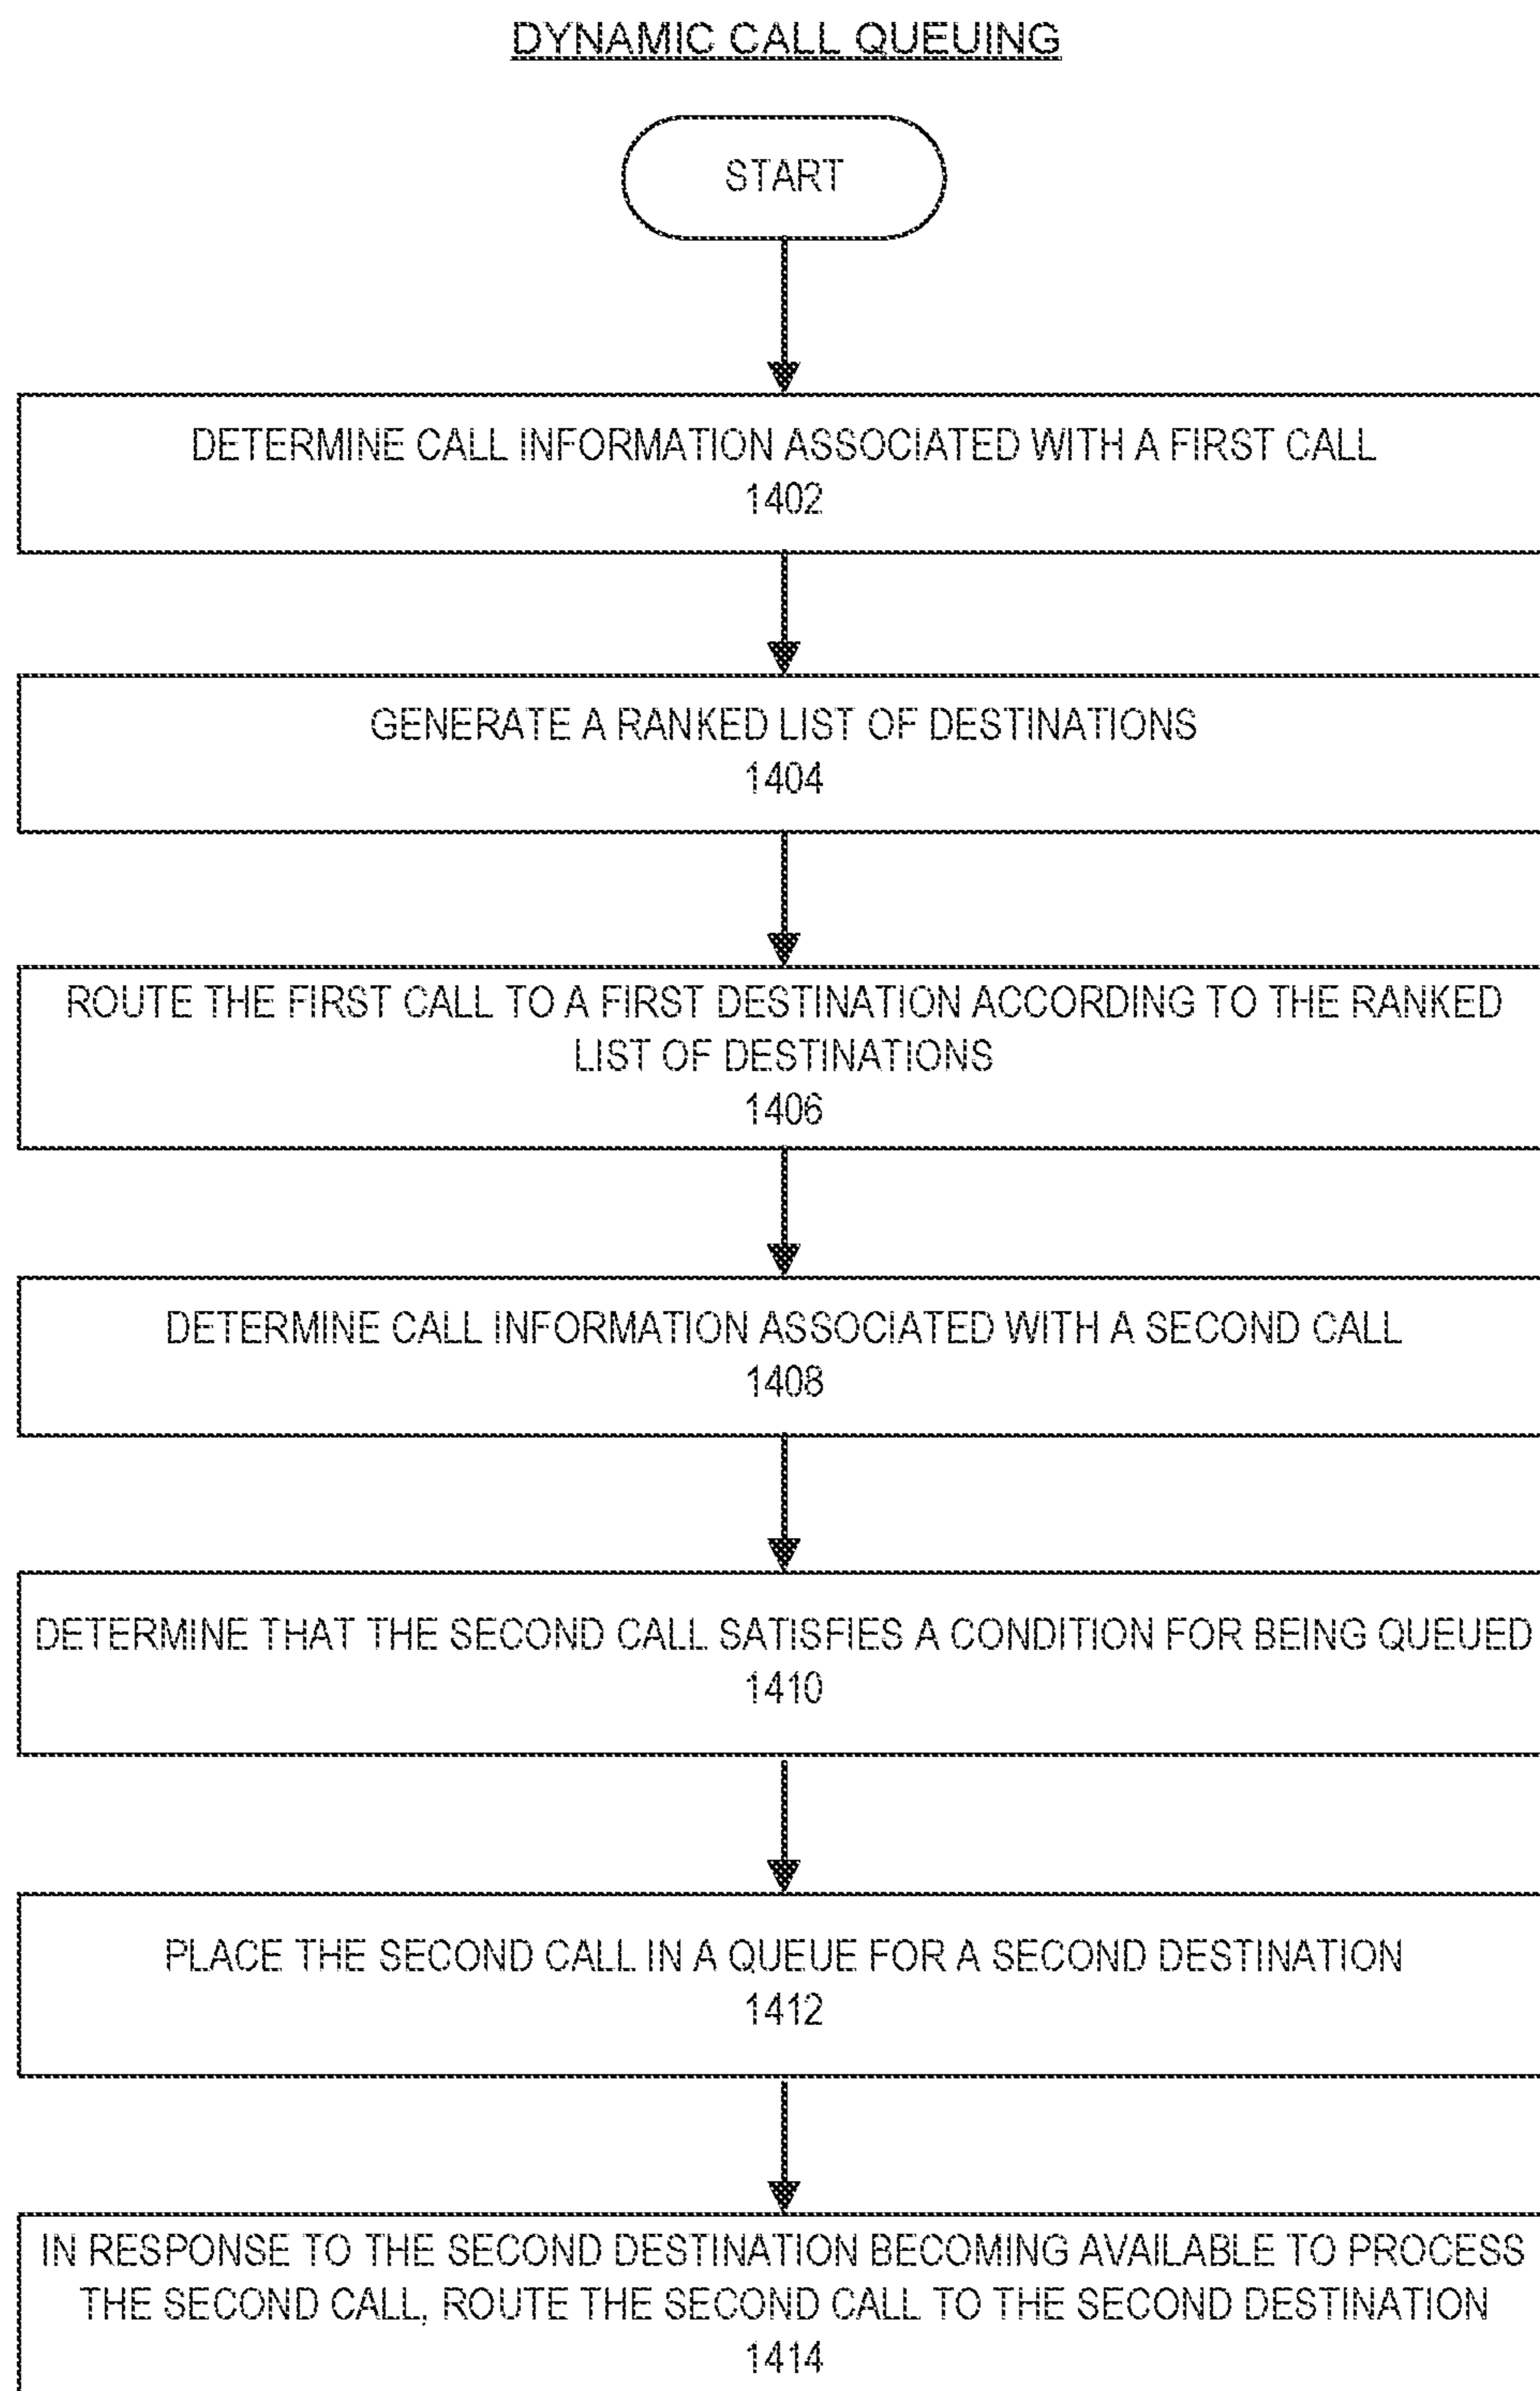 DYNAMIC CALL QUEUING
START
DETERMINE CALL INFORMATION ASSOCIATED WITH A FIRST CALL
1402
GENERATE A RANKED LIST OF DESTINATIONS
1404
ROUTE THE FIRST CALL TO A FIRST DESTINATION ACCORDING TO THE RANKED
LIST OF DESTINATIONS
1406
DETERMINE CALL INFORMATION ASSOCIATED WITH A SECOND CALL
1408
DETERMINE THAT THE SECOND CALL SATISFIES A CONDITION FOR BEING QUEUED
1410
PLACE THE SECOND CALL IN A QUEUE FOR A SECOND DESTINATION
1412
IN RESPONSE TO THE SECOND DESTINATION BECOMING AVAILABLE TO PROCESS
THE SECOND CALL, ROUTE THE SECOND CALL TO THE SECOND DESTINATION
1414